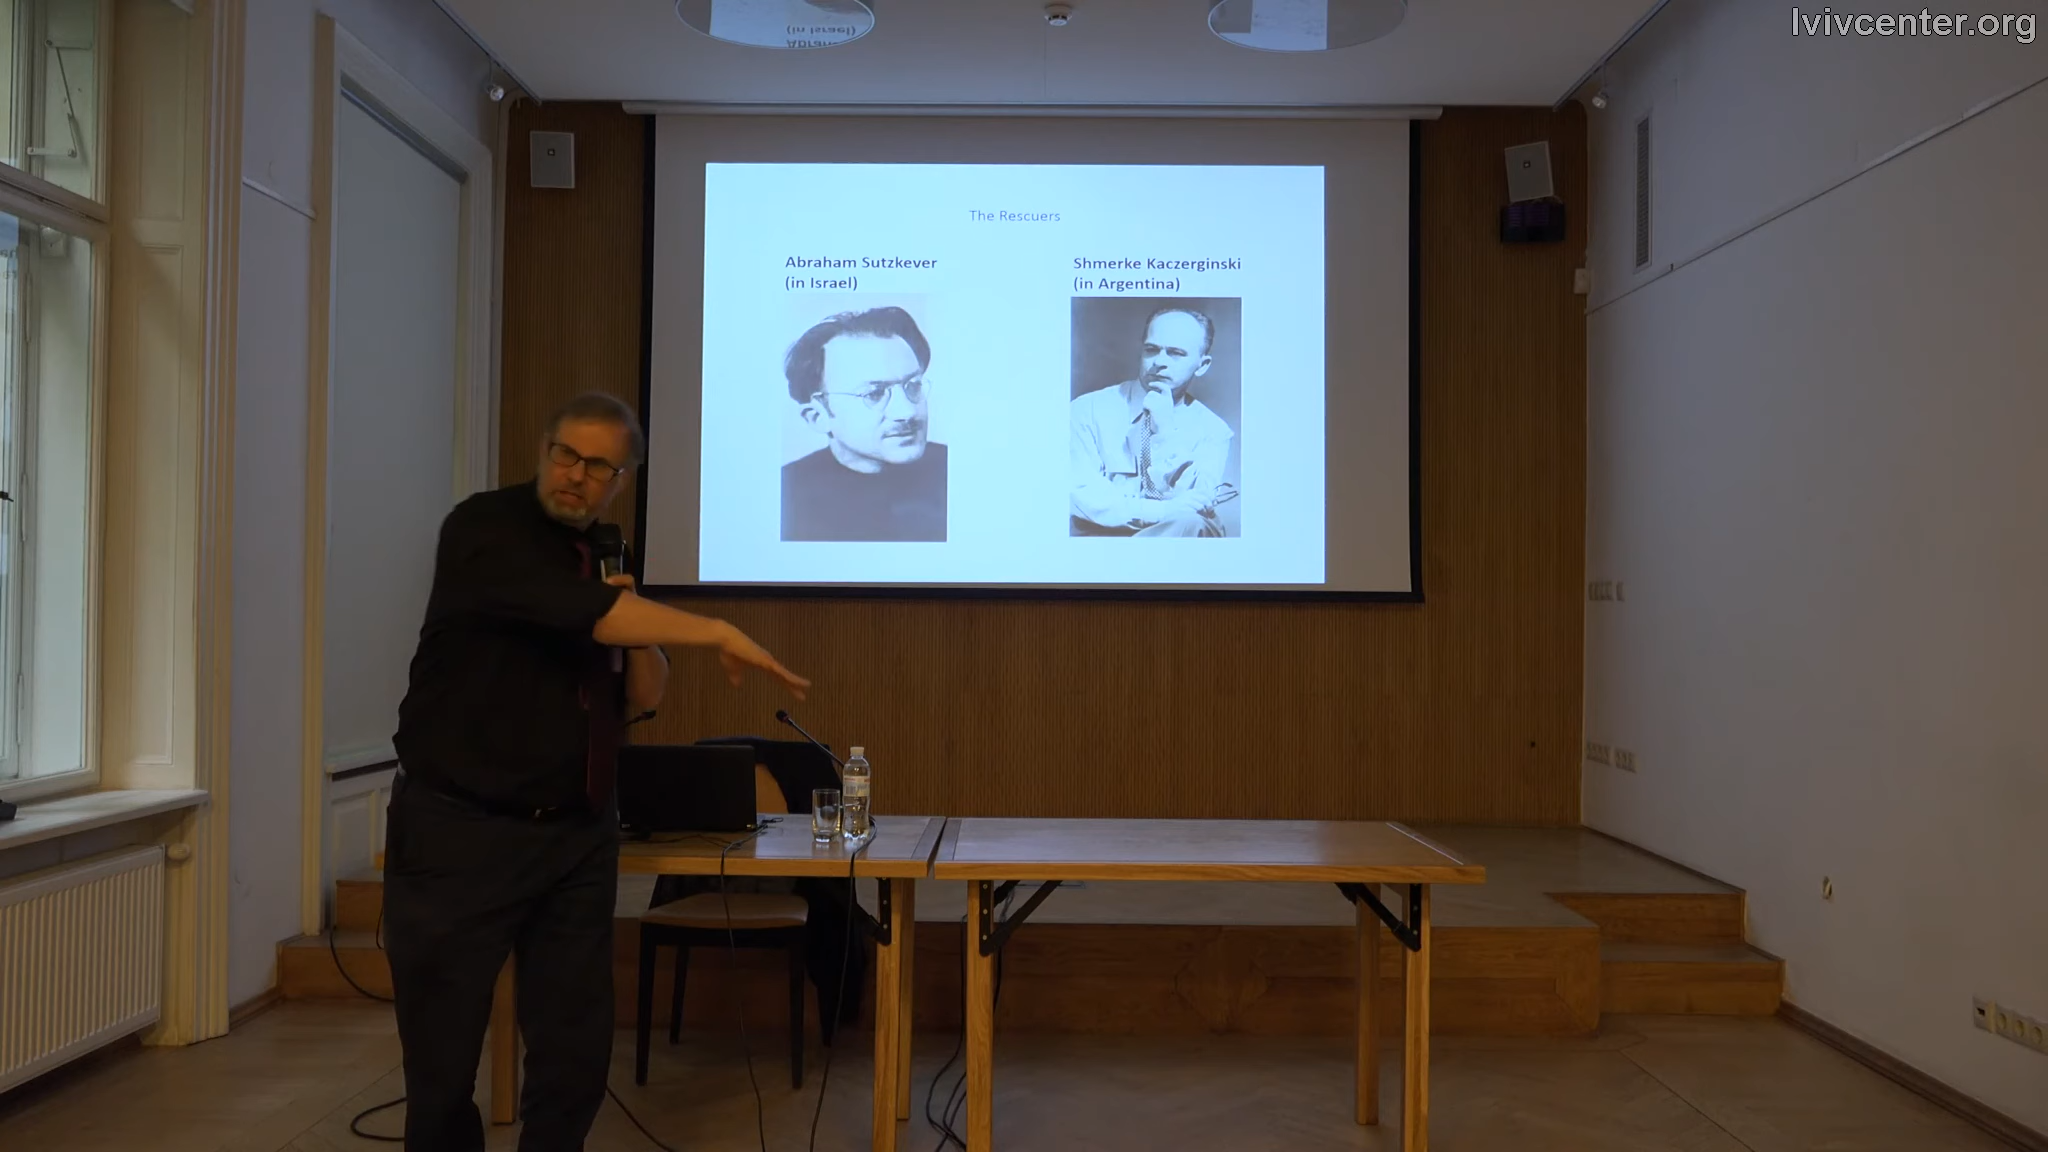 lvivcenter.org
The Rescuers
Abraham Sutzkever
(in Israel)
Shmerke Kaczerginski
(in Argentina)